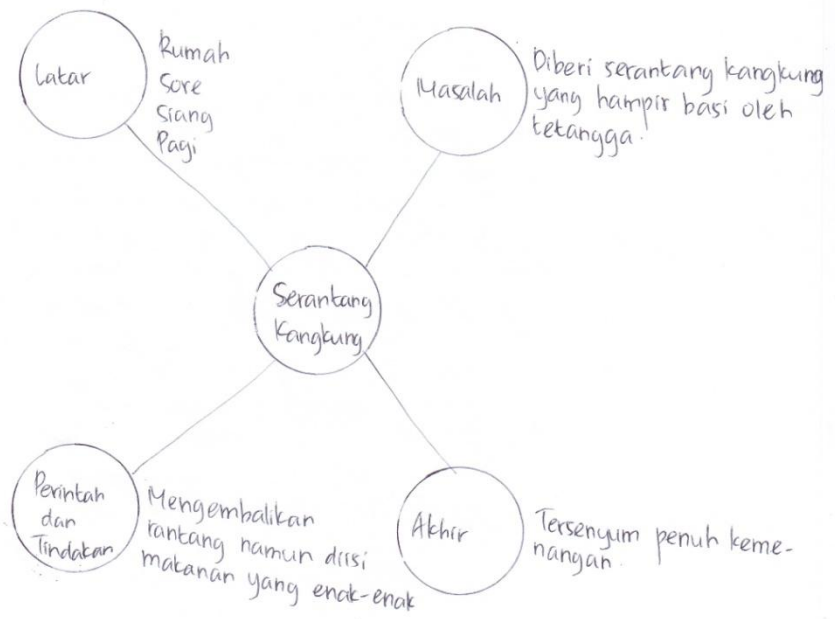 Latar
Rumah
Sore
Siang
Pagi
Masalah
Diberi serantang kangkung
yang hampir basi oleh
tetangga.
Serantang
Kangkung
Perintah
dan
Tindakan
Mengembalikan
rantang namun diisi
makanan yang enak-enak
Akhir
Tersenyum penuh keme-
nangan.